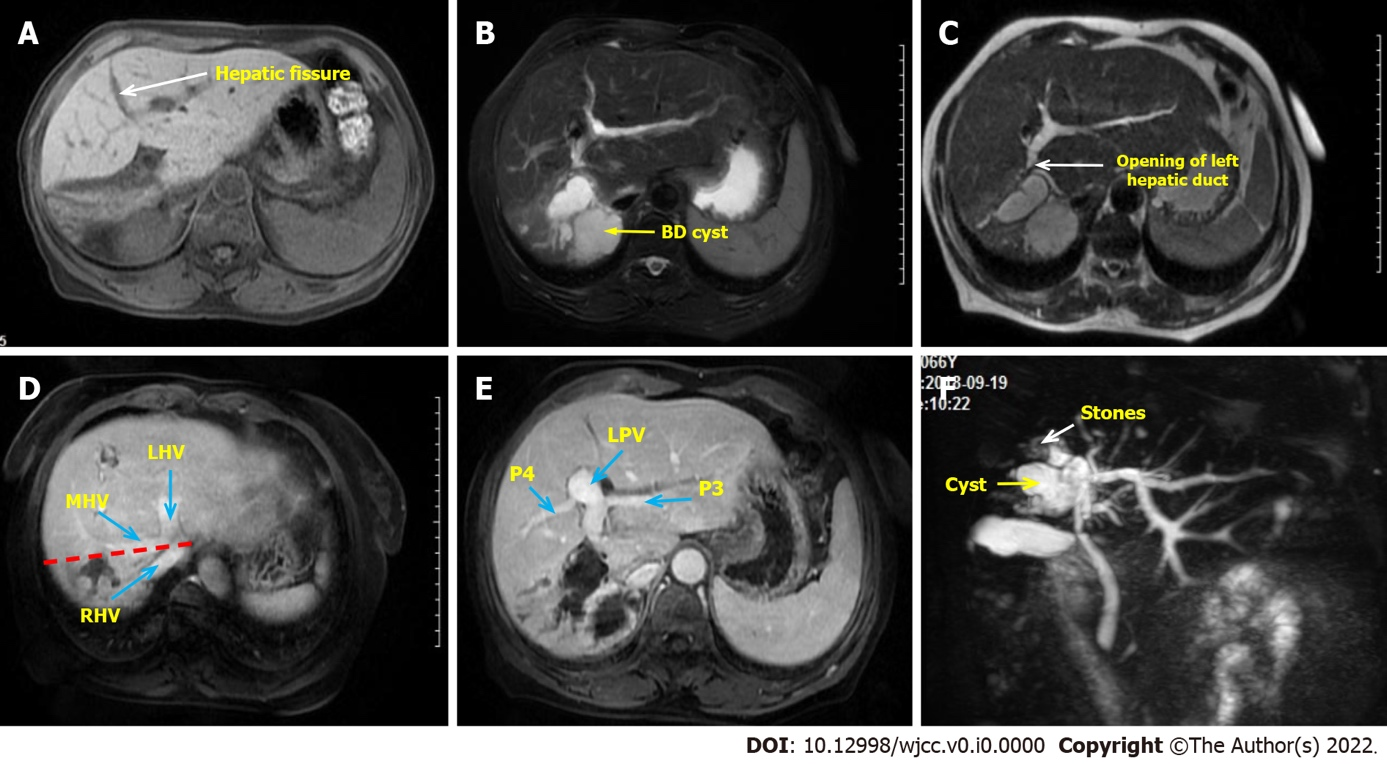 A
Hepatic fissure
5
B
BD cyst
C
Opening of left
hepatic duct
D
LHV
MHV
RHV
E
LPV
P4
P3
066Y
:2018-09-19
F
:10:22
Stones
Cyst
DOI: 10.12998/wjcc.v0.i0.0000 Copyright ©The Author(s) 2022.